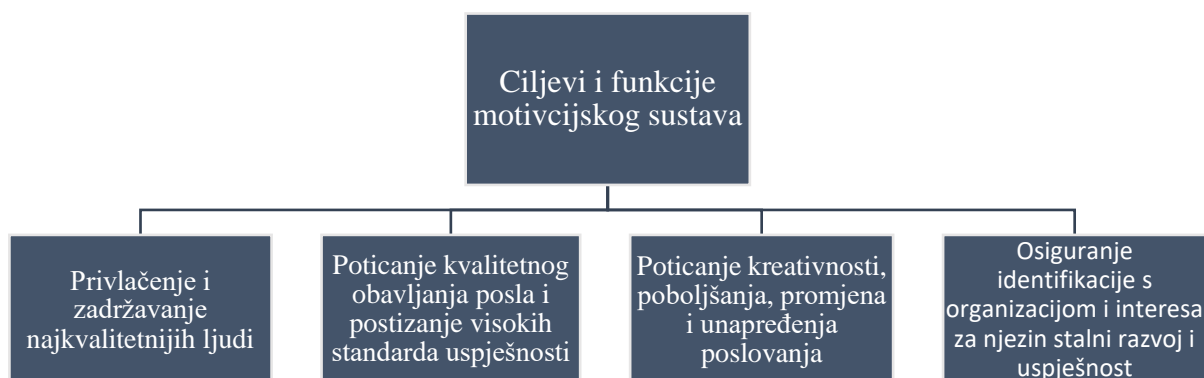 Ciljevi i funkcije
motivcijskog sustava
Privlačenje i
zadržavanje
najkvalitetnijih ljudi
Poticanje kvalitetnog
obavljanja posla i
postizanje visokih
standarda uspješnosti
Poticanje kreativnosti,
poboljšanja, promjena
i unapređenja
poslovanja
Osiguranje
identifikacije s
organizacijom i interesa
za njezin stalni razvoj i
uspješnost